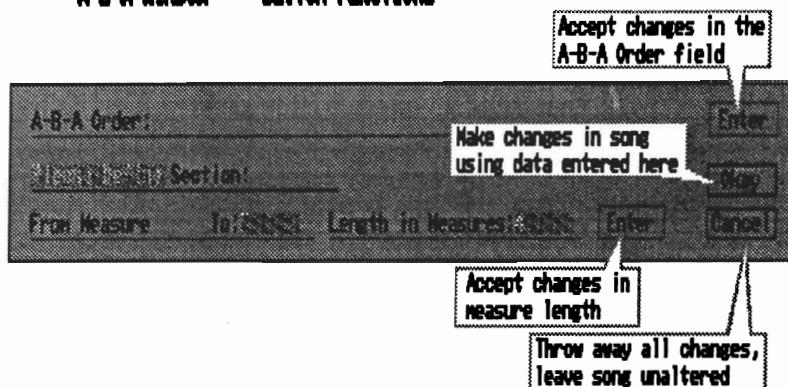 Button Functions
Accept changes in the
A-B-A Order field
A-B-A Order:
Enter
Make changes in song
using data entered here
Section:
Okay
From Measure To: Length in Measures: Enter Cancel
Accept changes in
measure length
Throw away all changes,
leave song unaltered